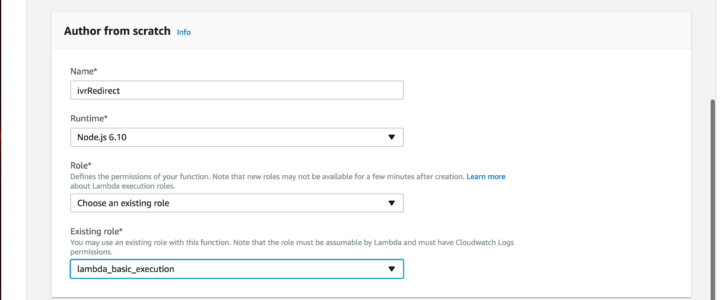 Author from scratch Info
Name*
ivrRedirect
Runtime*
Node.js 6.10
Role*
Defines the permissions of your function. Note that new roles may not be available for a few minutes after creation. Learn more
about Lambda execution roles.
Choose an existing role
Existing role*
You may use an existing role with this function. Note that the role must be assumable by Lambda and must have Cloudwatch Logs
permissions.
lambda_basic_execution